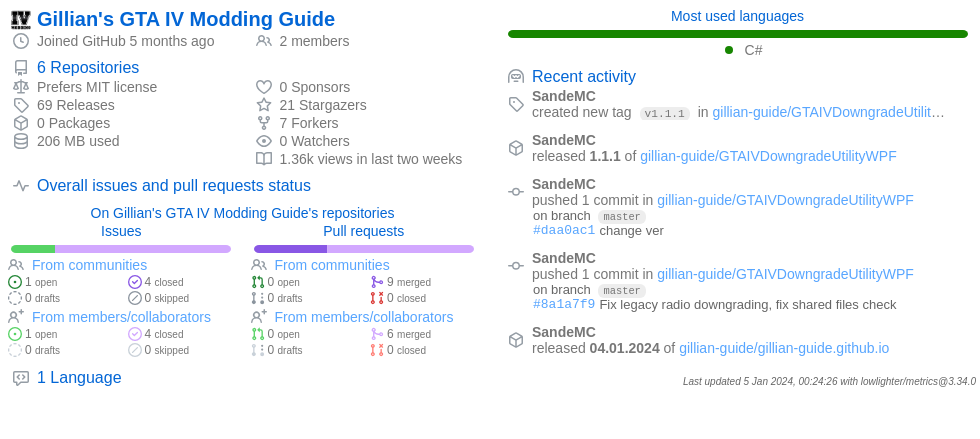 Gillian's GTA IV Modding Guide
Joined GitHub 5 months ago
2 members
6 Repositories
Prefers MIT license
69 Releases
0 Packages
206 MB used
0 Sponsors
21 Stargazers
7 Forkers
0 Watchers
1.36k views in last two weeks
Overall issues and pull requests status
On Gillian's GTA IV Modding Guide's repositories
Issues
From communities
1 open
4 closed
0 drafts
0 skipped
From members/collaborators
1 open
4 closed
0 drafts
0 skipped
Pull requests
From communities
0 open
9 merged
0 drafts
0 closed
From members/collaborators
0 open
6 merged
0 drafts
0 closed
1 Language
Most used languages
C#
Recent activity
SandeMC
created new tag v1.1.1 in gillian-guide/GTAIVDowngradeUtilit…
SandeMC
released 1.1.1 of gillian-guide/GTAIVDowngradeUtilityWPF
SandeMC
pushed 1 commit in gillian-guide/GTAIVDowngradeUtilityWPF
on branch master
#daa0ac1 change ver
SandeMC
pushed 1 commit in gillian-guide/GTAIVDowngradeUtilityWPF
on branch master
#8a1a7f9 Fix legacy radio downgrading, fix shared files check
SandeMC
released 04.01.2024 of gillian-guide/gillian-guide.github.io
Last updated 5 Jan 2024, 00:24:26 with lowlighter/metrics@3.34.0